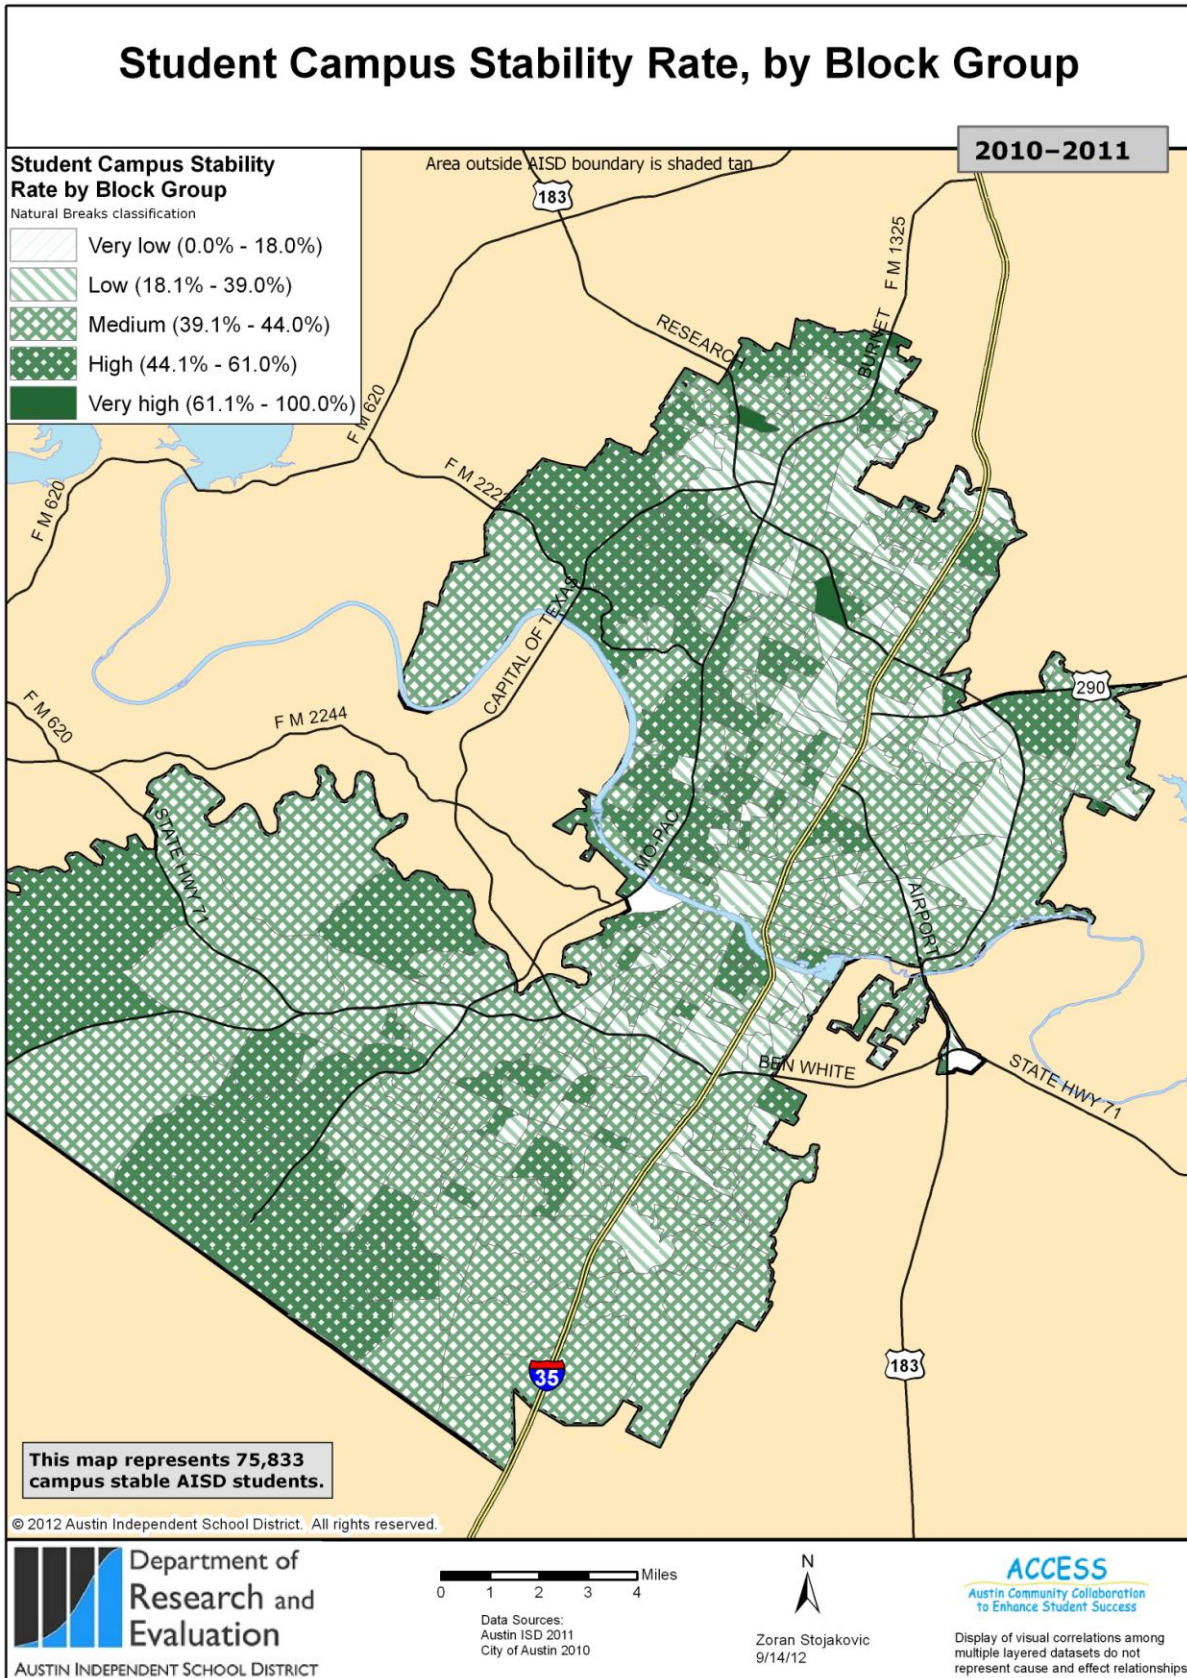 Student Campus Stability Rate, by Block Group
2010–2011
Student Campus Stability
Rate by Block Group
Natural Breaks classification
Very low (0.0% - 18.0%)
Low (18.1% - 39.0%)
Medium (39.1% - 44.0%)
High (44.1% - 61.0%)
Very high (61.1% - 100.0%)
Area outside AISD boundary is shaded tan
183
F M 1325
BURNET
RESEARCH
F M 620
F M 2222
F M 620
CAPITAL OF TEXAS
F M 620
F M 2244
290
STATE HWY 71
MO-PAC
AIRPORT
BEN WHITE
STATE HWY 71
35
183
This map represents 75,833
campus stable AISD students.
© 2012 Austin Independent School District. All rights reserved.
Department of
Research and
Evaluation
AUSTIN INDEPENDENT SCHOOL DISTRICT
0 1 2 3 4 Miles
Data Sources:
Austin ISD 2011
City of Austin 2010
N
Zoran Stojakovic
9/14/12
ACCESS
Austin Community Collaboration
to Enhance Student Success
Display of visual correlations among
multiple layered datasets do not
represent cause and effect relationships